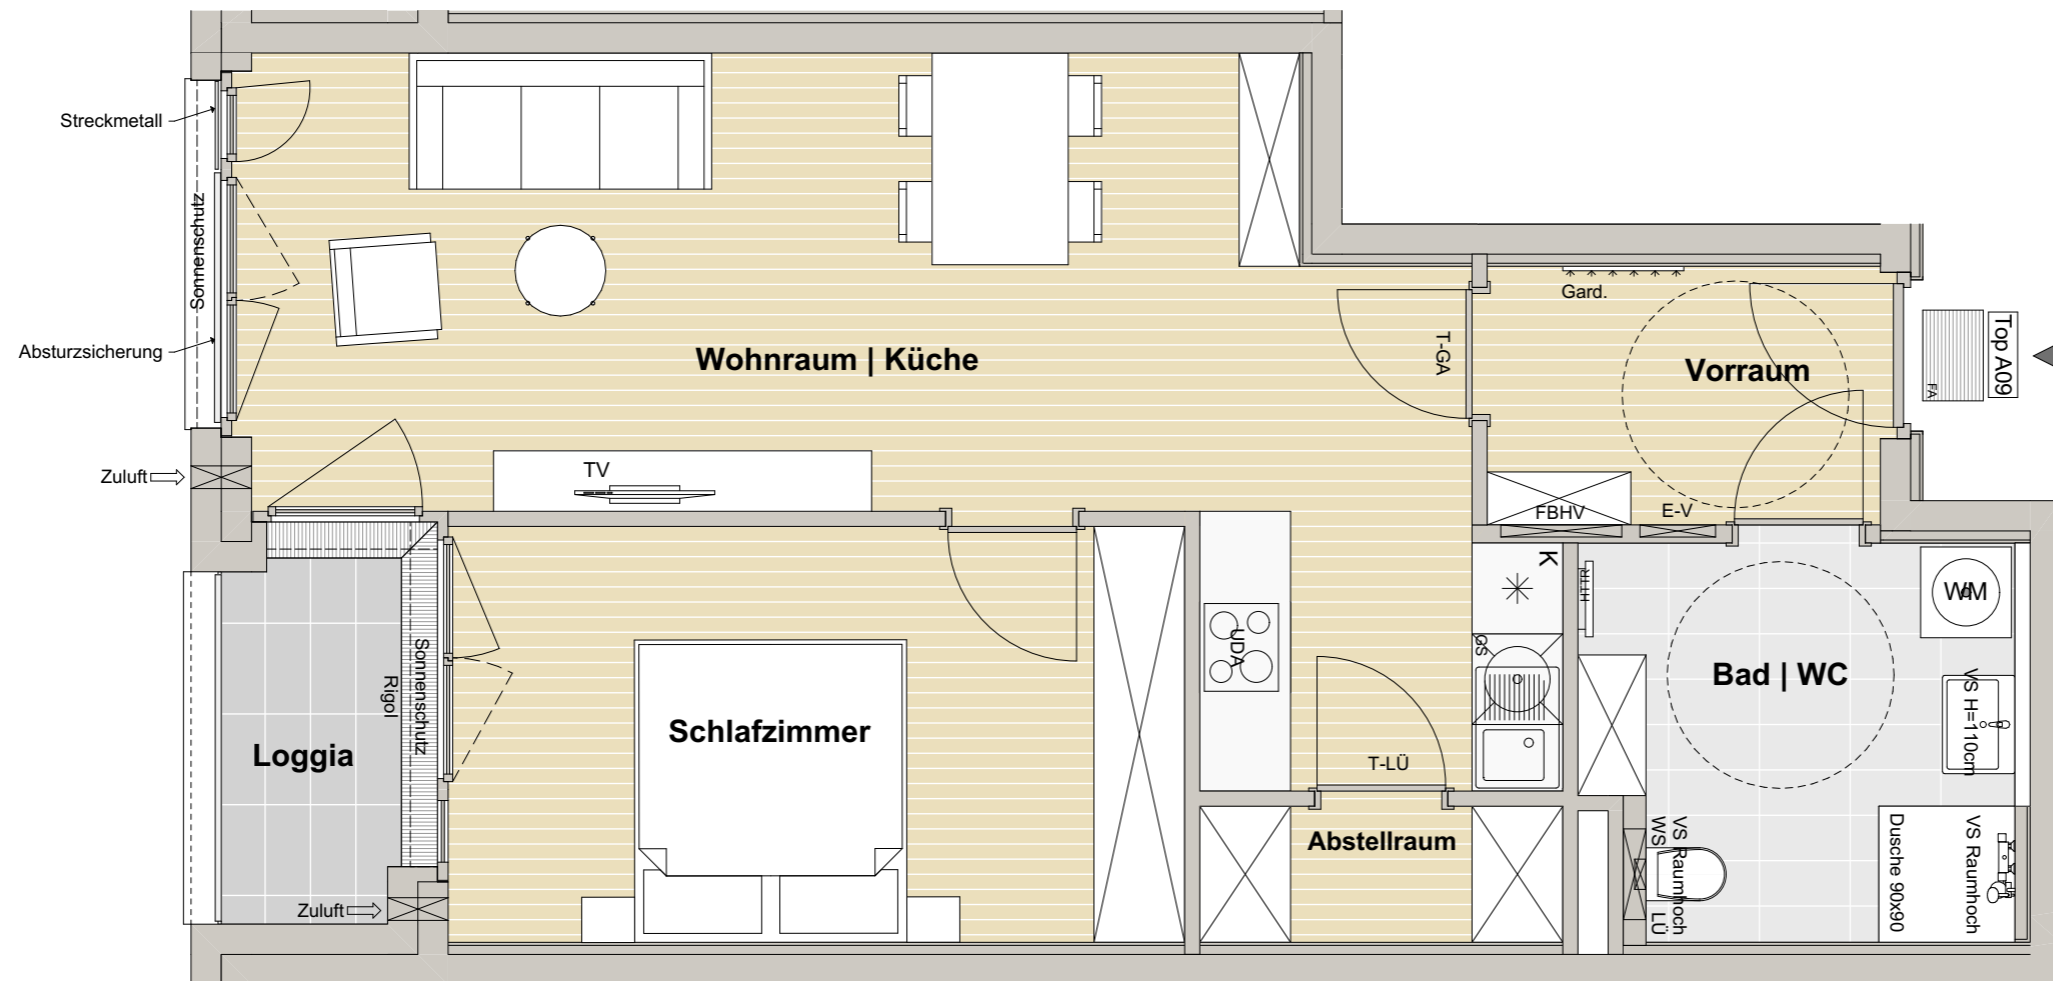 Streckmetall
Sonnenschutz
Absturzsicherung
Zuluft
TV
Wohnraum | Küche
T-GA
Gard.
Vorraum
FA
Top A09
FBHV
E-V
K
GS
HTH
WM
UDA
Bad | WC
VS H=110cm
Schlafzimmer
Sonnenschutz
Rigol
Loggia
T-LÜ
Abstellraum
VS Raumhoch
WS
LÜ
Dusche 90x90
VS Raumhoch
Zuluft